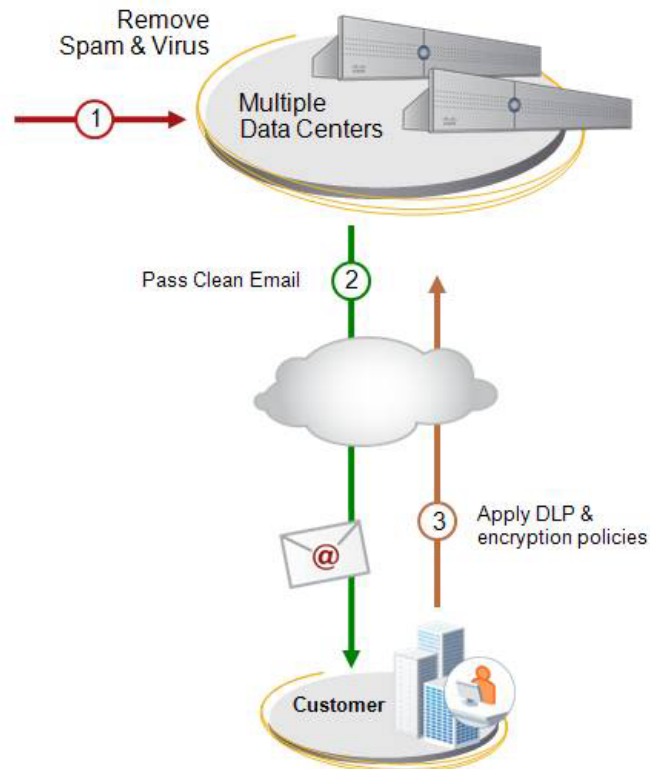 Remove
Spam & Virus
Multiple
Data Centers
1
Pass Clean Email
2
@
3
Apply DLP &
encryption policies
Customer